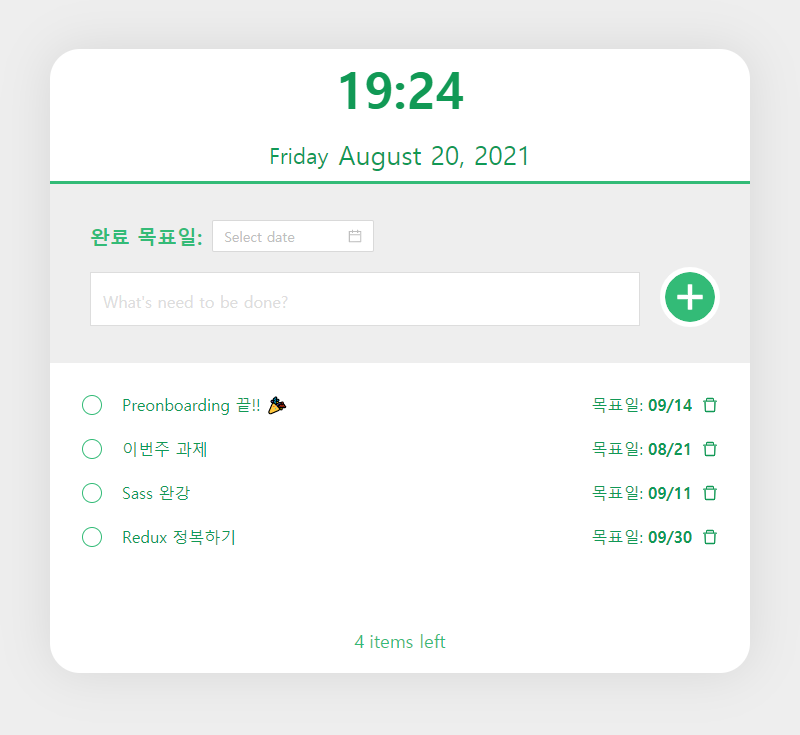 19:24
Friday August 20, 2021
완료 목표일: Select date
What's need to be done?
Preonboarding 끝!! 🎉 목표일: 09/14
이번주 과제 목표일: 08/21
Sass 완강 목표일: 09/11
Redux 정복하기 목표일: 09/30
4 items left